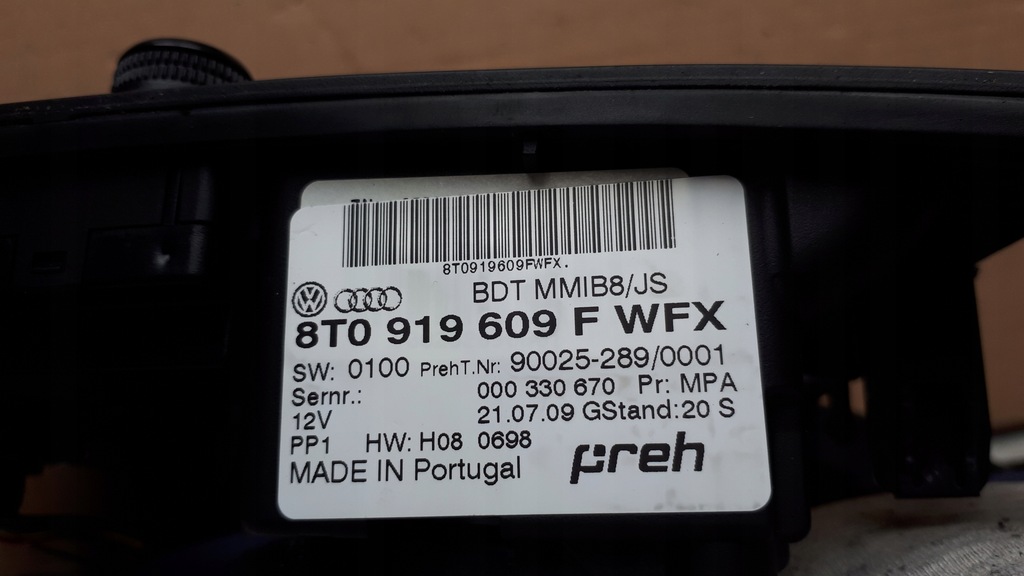 8T0919609FWFX.
BDT MMIB8/JS
8T0 919 609 F WFX
SW: 0100 PrehT.Nr: 90025-289/0001
Sernr.: 000 330 670 Pr: MPA
12V 21.07.09 GStand:20 S
PP1 HW: H08 0698
MADE IN Portugal preh